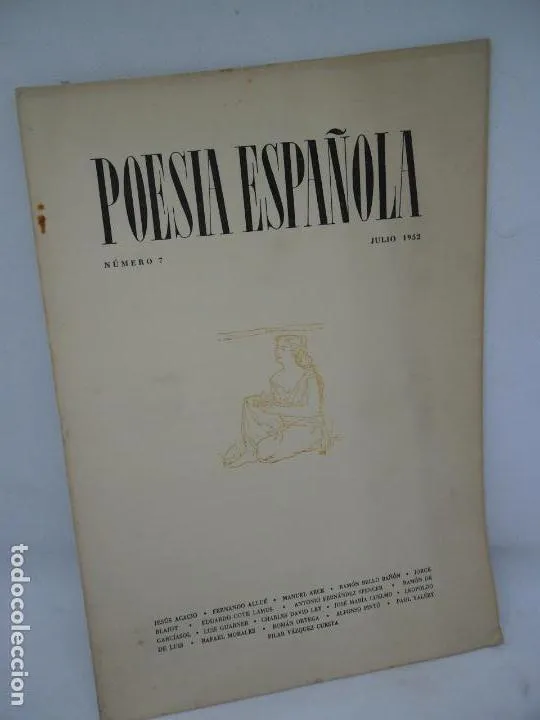 POESIA ESPAÑOLA
NÚMERO 7
JULIO 1952
JESÚS ACACIO • FERNANDO ALLUÉ • MANUEL ARCE • RAMÓN BELLO BAÑÓN • JORGE
BLAJOT • EDUARDO COTE LAMUS • ANTONIO FERNÁNDEZ SPENCER • RAMÓN DE
GARCIASOL • LUIS GUARNER • CHARLES DAVID LEY • JOSÉ MARÍA LUELMO • LEOPOLDO
DE LUIS • RAFAEL MORALES • ROMÁN ORTEGA • ALFONSO PINTÓ • PAUL VALÉRY
PILAR VÁZQUEZ CUESTA
todocoleccion